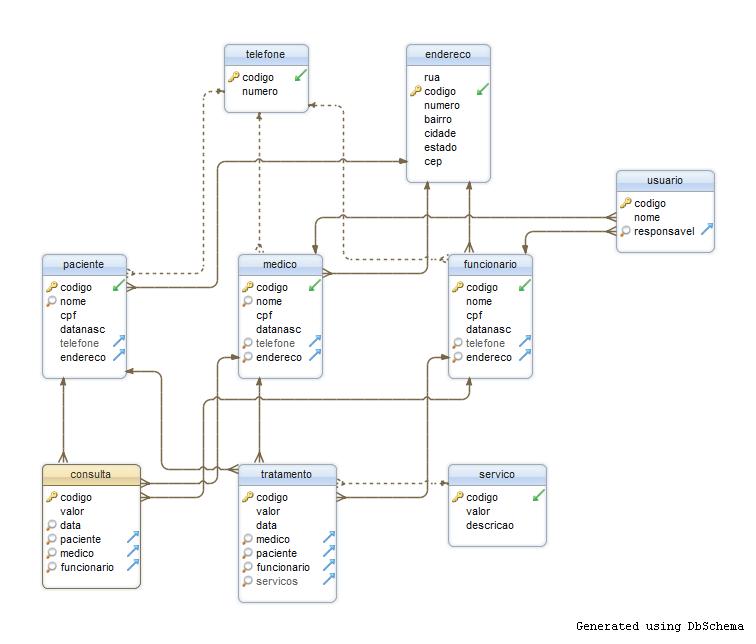 telefone
codigo
numero
endereco
rua
codigo
numero
bairro
cidade
estado
cep
usuario
codigo
nome
responsavel
paciente
codigo
nome
cpf
datanasc
telefone
endereco
medico
codigo
nome
cpf
datanasc
telefone
endereco
funcionario
codigo
nome
cpf
datanasc
telefone
endereco
consulta
codigo
valor
data
paciente
medico
funcionario
tratamento
codigo
valor
data
medico
paciente
funcionario
servicos
servico
codigo
valor
descricao
Generated using DbSchema